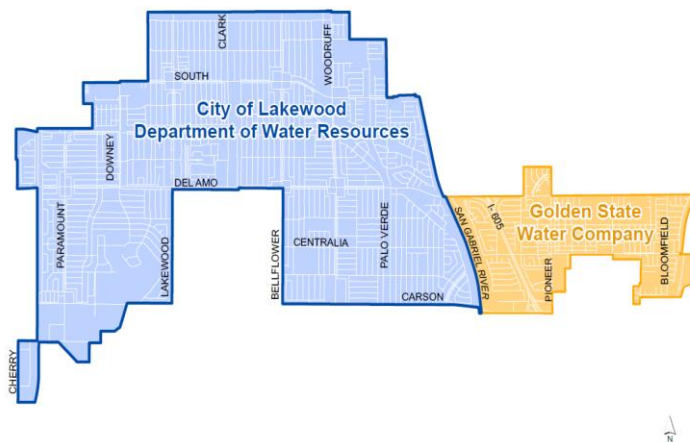 CLARK
WOODRUFF
SOUTH
City of Lakewood
Department of Water Resources
DOWNEY
DEL AMO
PARAMOUNT
LAKEWOOD
BELLFLOWER
CENTRALIA
PALO VERDE
CARSON
SAN GABRIEL RIVER
I- 605
Golden State
Water Company
PIONEER
BLOOMFIELD
CHERRY
N